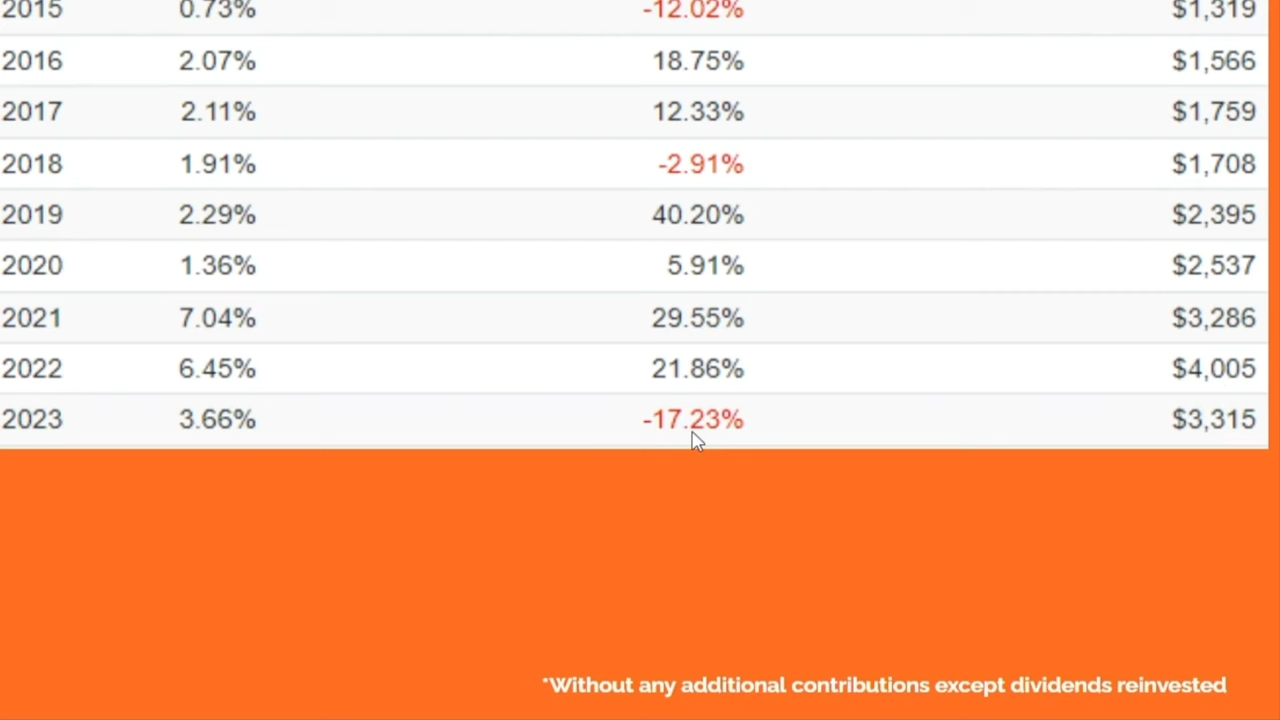 2015 0.73% -12.02% $1,319
2016 2.07% 18.75% $1,566
2017 2.11% 12.33% $1,759
2018 1.91% -2.91% $1,708
2019 2.29% 40.20% $2,395
2020 1.36% 5.91% $2,537
2021 7.04% 29.55% $3,286
2022 6.45% 21.86% $4,005
2023 3.66% -17.23% $3,315
*Without any additional contributions except dividends reinvested